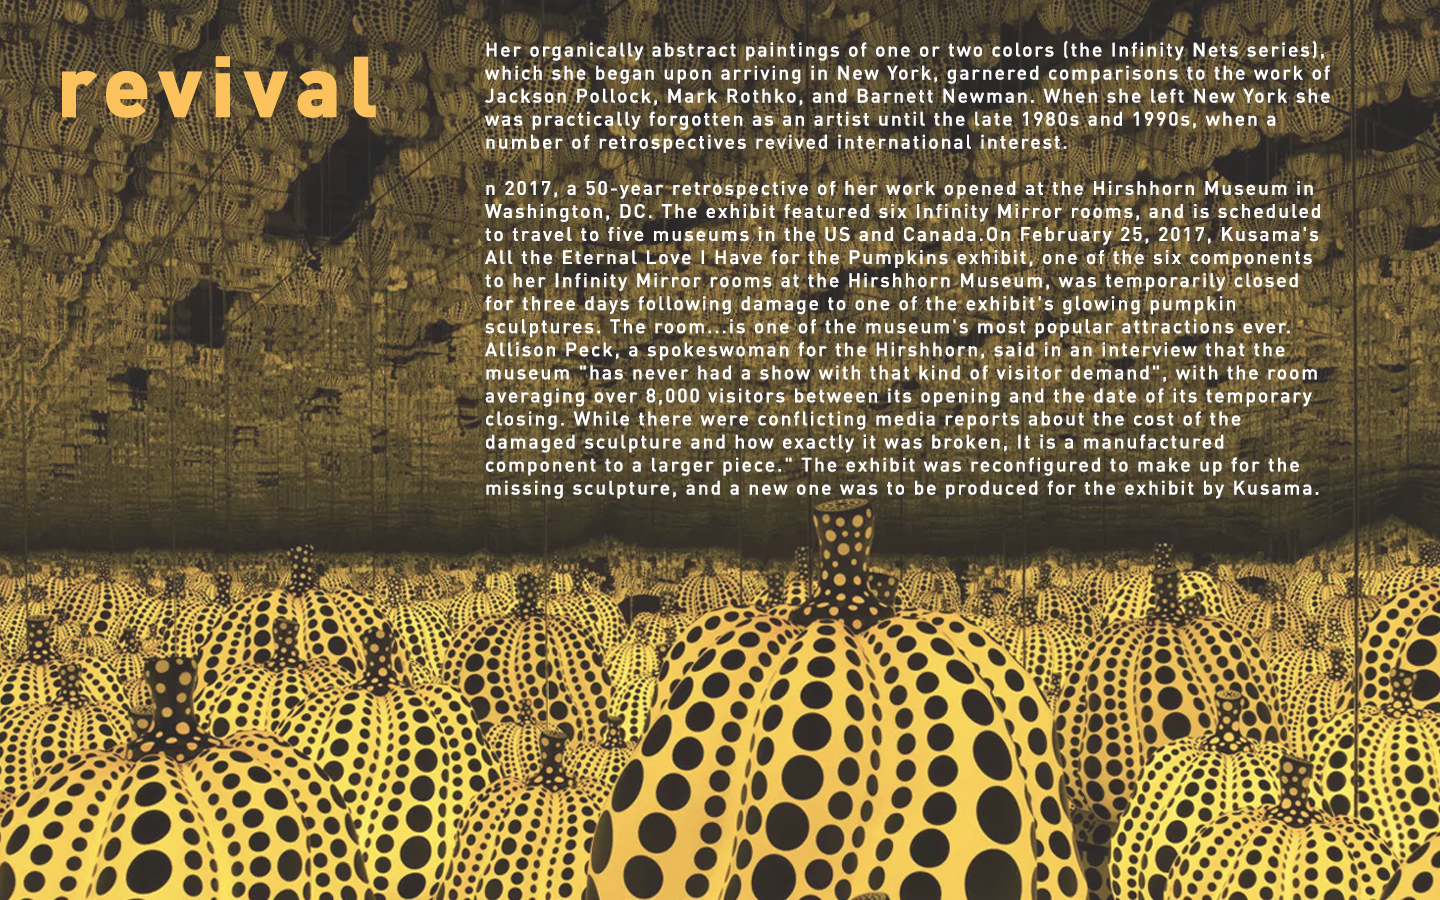 revival
Her organically abstract paintings of one or two colors (the Infinity Nets series),
which she began upon arriving in New York, garnered comparisons to the work of
Jackson Pollock, Mark Rothko, and Barnett Newman. When she left New York she
was practically forgotten as an artist until the late 1980s and 1990s, when a
number of retrospectives revived international interest.
n 2017, a 50-year retrospective of her work opened at the Hirshhorn Museum in
Washington, DC. The exhibit featured six Infinity Mirror rooms, and is scheduled
to travel to five museums in the US and Canada.On February 25, 2017, Kusama's
All the Eternal Love I Have for the Pumpkins exhibit, one of the six components
to her Infinity Mirror rooms at the Hirshhorn Museum, was temporarily closed
for three days following damage to one of the exhibit's glowing pumpkin
sculptures. The room...is one of the museum's most popular attractions ever.
Allison Peck, a spokeswoman for the Hirshhorn, said in an interview that the
museum "has never had a show with that kind of visitor demand", with the room
averaging over 8,000 visitors between its opening and the date of its temporary
closing. While there were conflicting media reports about the cost of the
damaged sculpture and how exactly it was broken, It is a manufactured
component to a larger piece." The exhibit was reconfigured to make up for the
missing sculpture, and a new one was to be produced for the exhibit by Kusama.